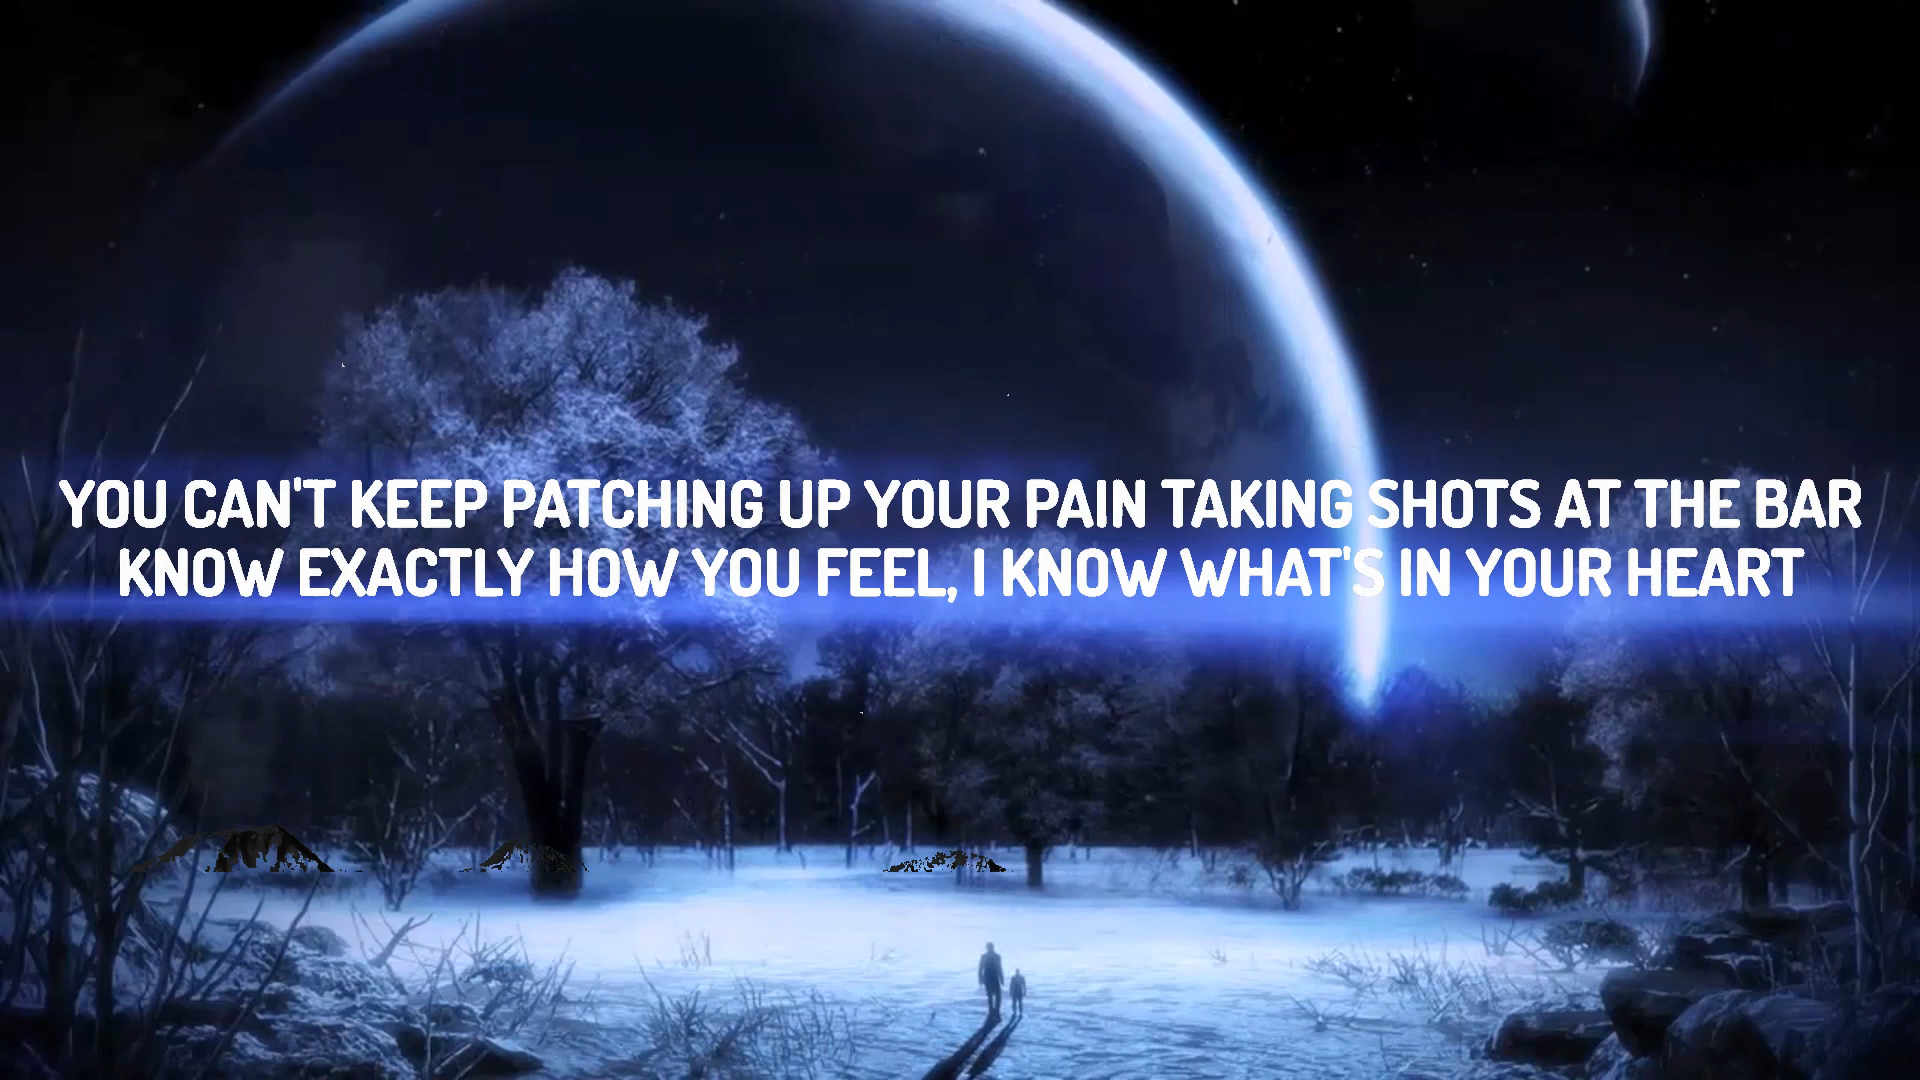 YOU CAN'T KEEP PATCHING UP YOUR PAIN TAKING SHOTS AT THE BAR
KNOW EXACTLY HOW YOU FEEL, I KNOW WHAT'S IN YOUR HEART